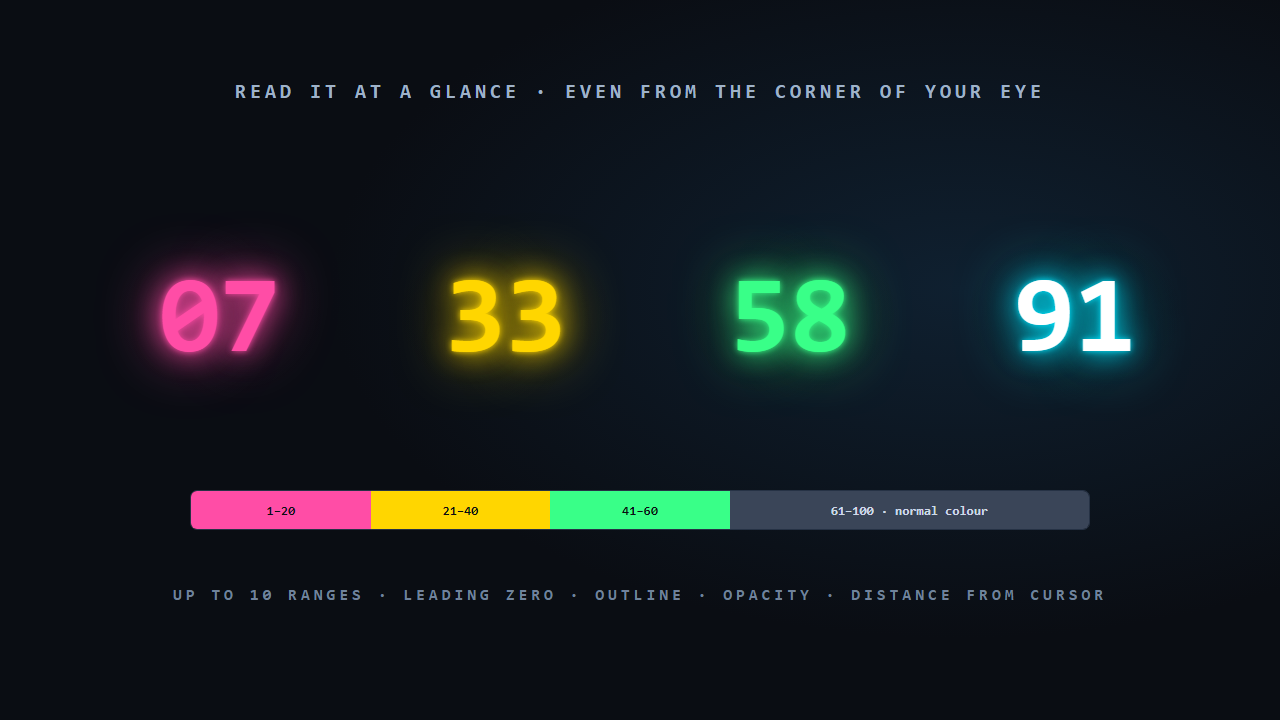 READ IT AT A GLANCE · EVEN FROM THE CORNER OF YOUR EYE
07 33 58 91
1–20 21–40 41–60 61–100 · normal colour
UP TO 10 RANGES · LEADING ZERO · OUTLINE · OPACITY · DISTANCE FROM CURSOR